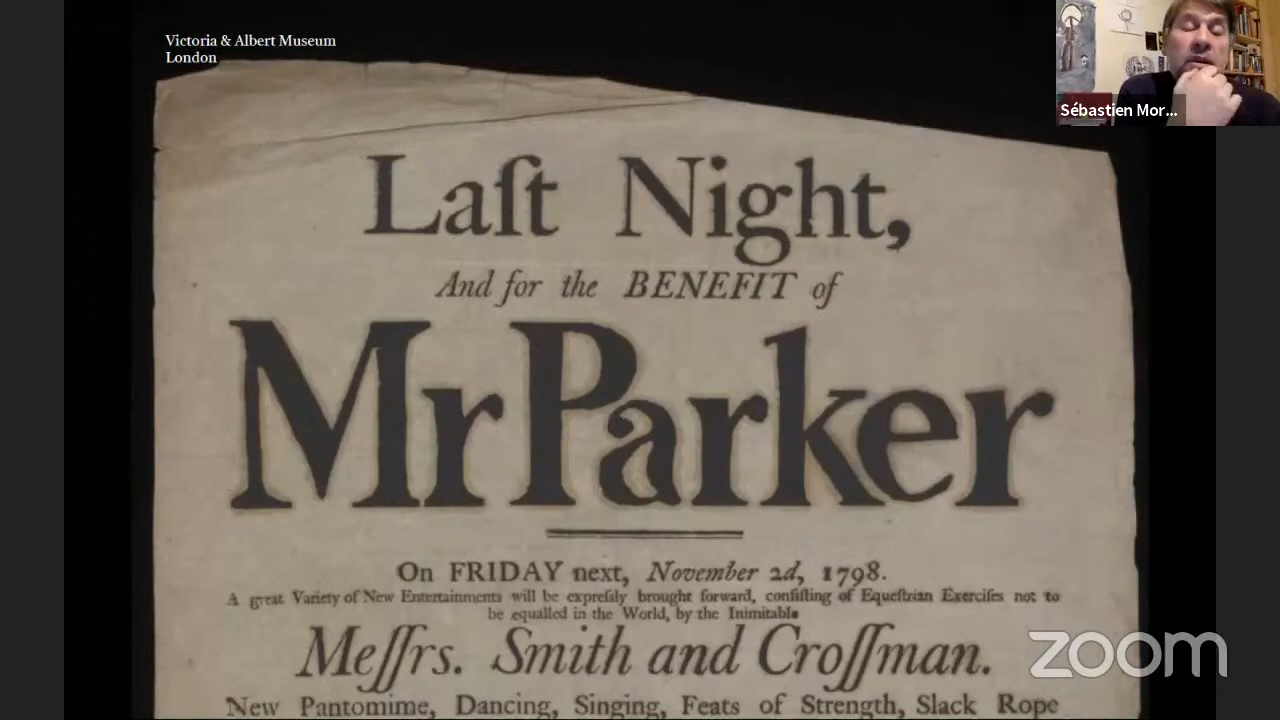 Victoria & Albert Museum
London
Sébastien Mor...
Laſt Night,
And for the BENEFIT of
Mr Parker
On FRIDAY next, November 2d, 1798.
A great Variety of New Entertainments will be expreſsly brought forward, conſiſting of Equeſtrian Exerciſes not to
be equalled in the World, by the Inimitable
Meſſrs. Smith and Croſſman.
New Pantomime, Dancing, Singing, Feats of Strength, Slack Rope
zoom